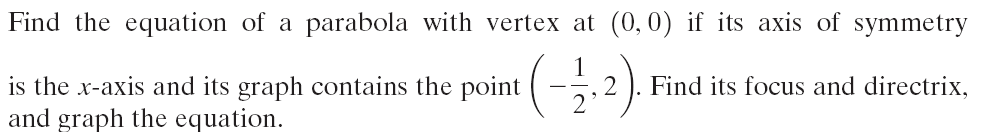 Find the equation of a parabola with vertex at (0, 0) if its axis of symmetry
is the x-axis and its graph contains the point (−1/2, 2). Find its focus and directrix,
and graph the equation.